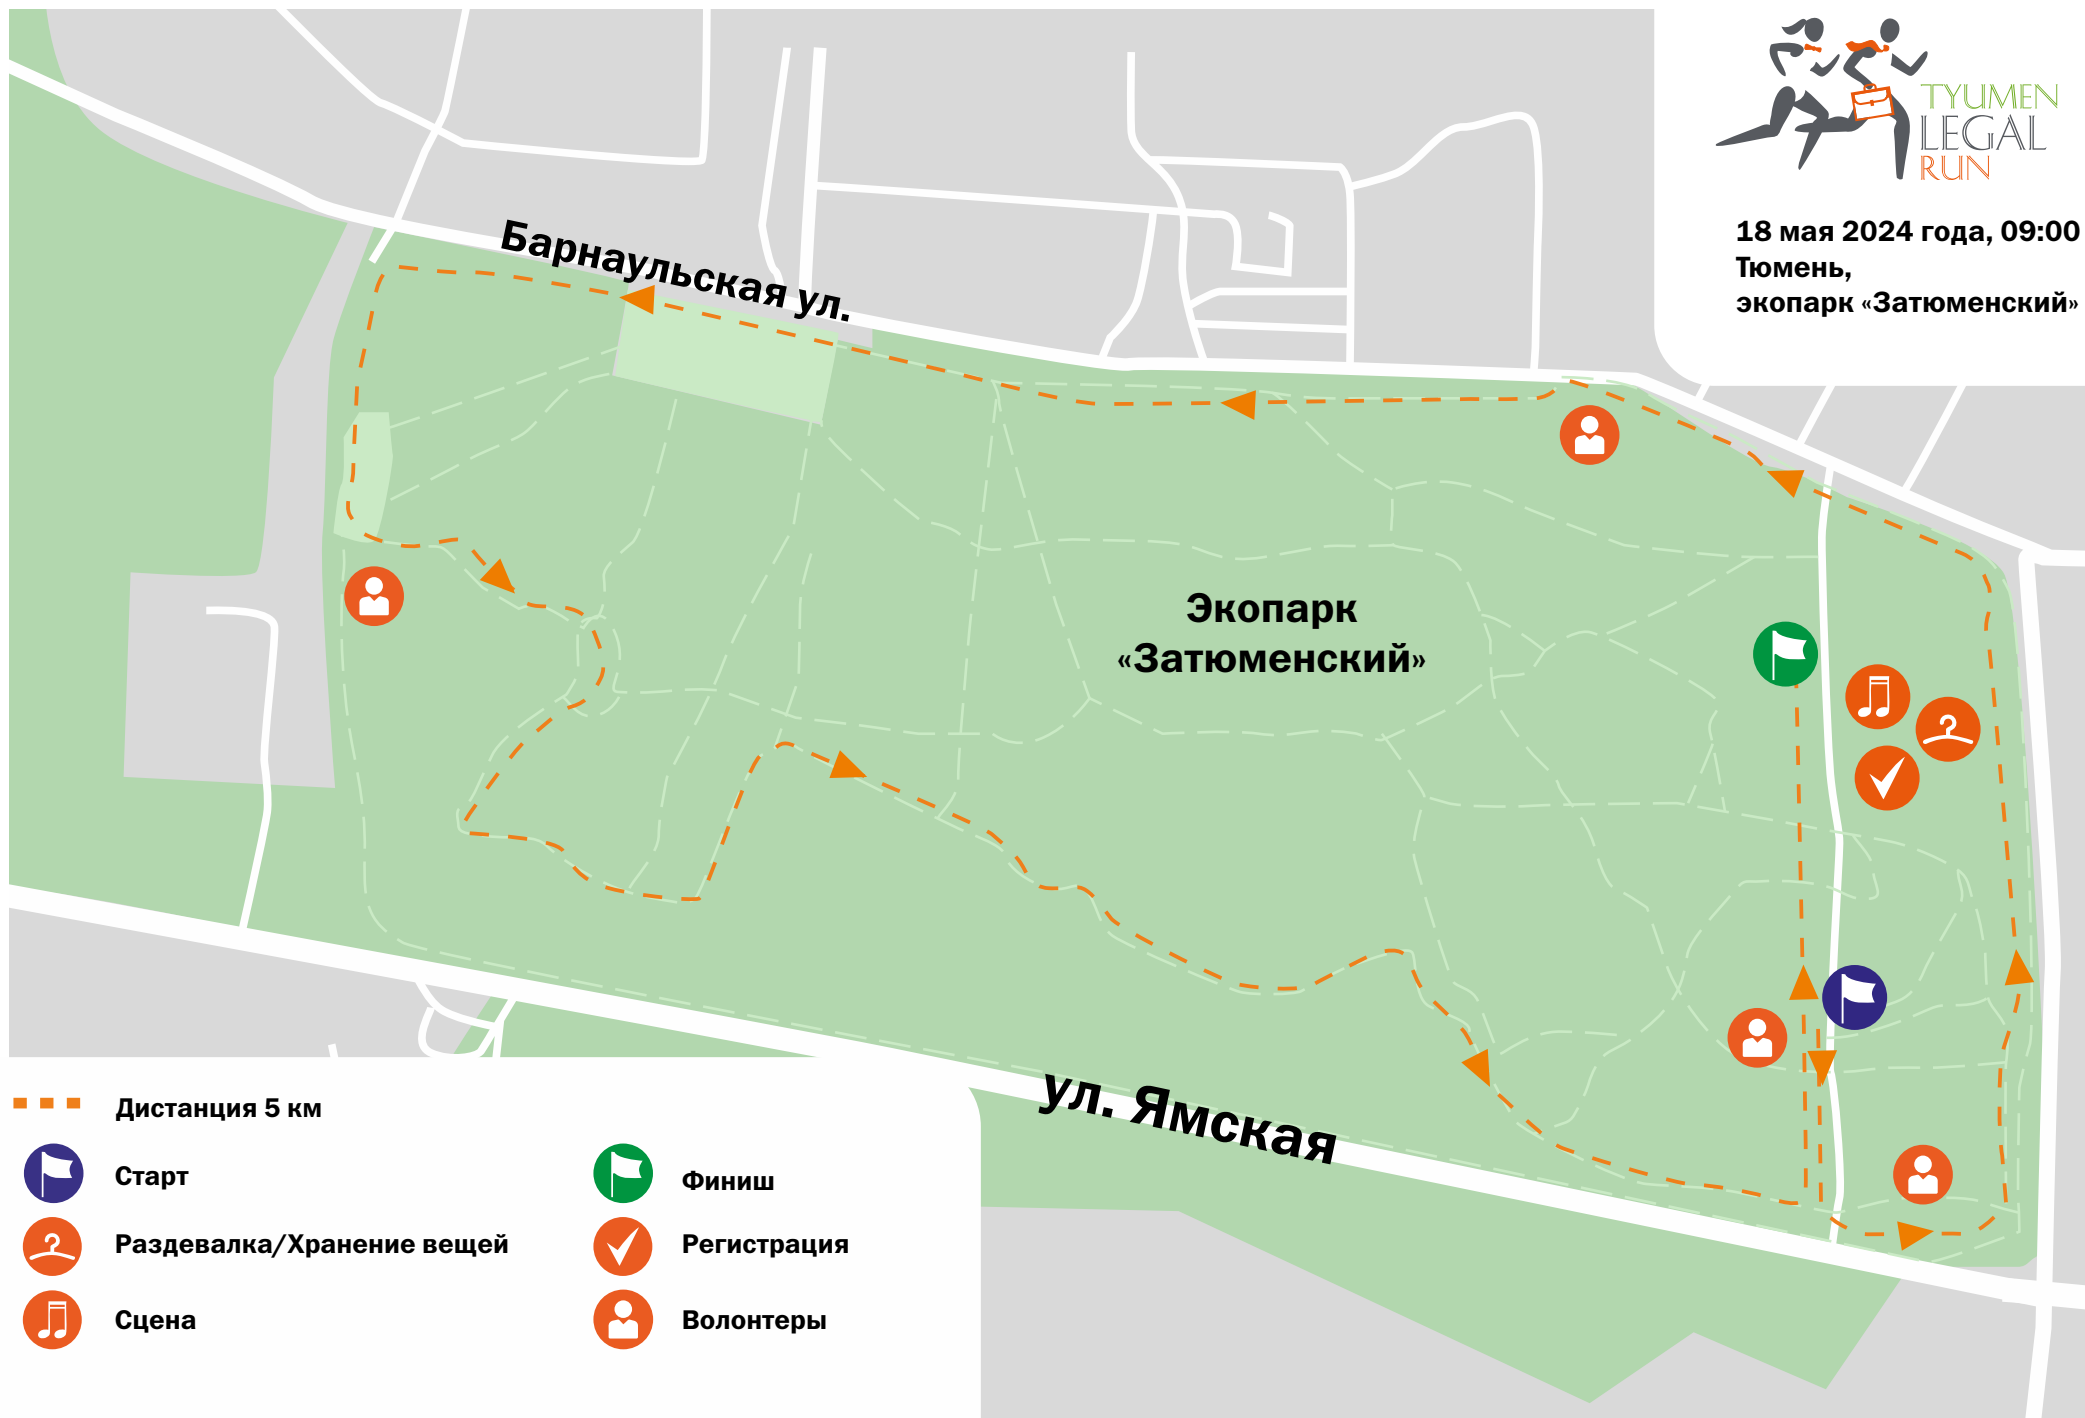 TYUMEN
LEGAL
RUN
18 мая 2024 года, 09:00
Тюмень,
экопарк «Затюменский»
Барнаульская ул.
Экопарк
«Затюменский»
ул. Ямская
Дистанция 5 км
Старт
Раздевалка/Хранение вещей
Сцена
Финиш
Регистрация
Волонтеры